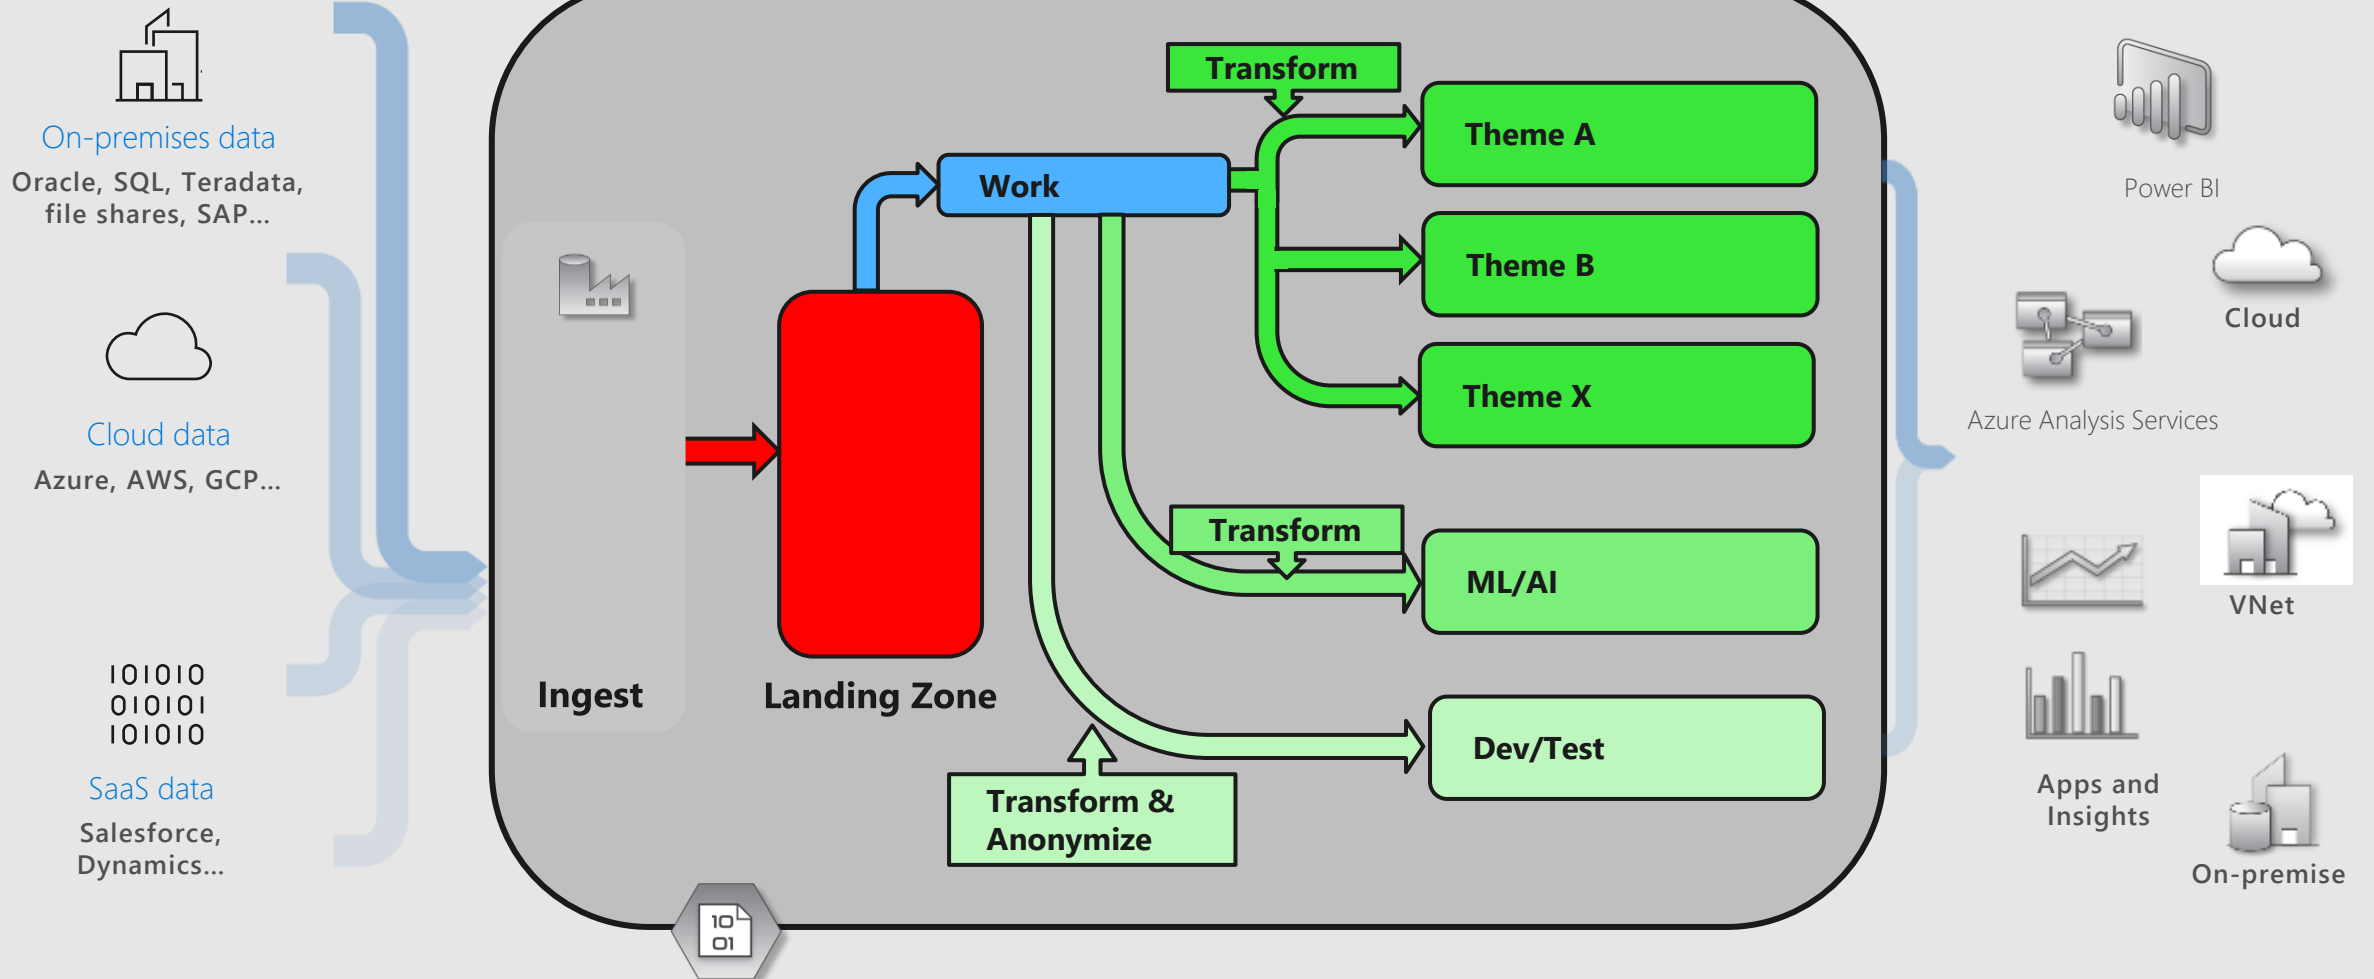 On-premises data
Oracle, SQL, Teradata,
file shares, SAP...
Cloud data
Azure, AWS, GCP...
101010
010101
101010
SaaS data
Salesforce,
Dynamics...
Ingest
Landing Zone
Work
Transform
Theme A
Theme B
Theme X
Transform
ML/AI
Dev/Test
Transform &
Anonymize
10
01
Power BI
Cloud
Azure Analysis Services
VNet
Apps and
Insights
On-premise